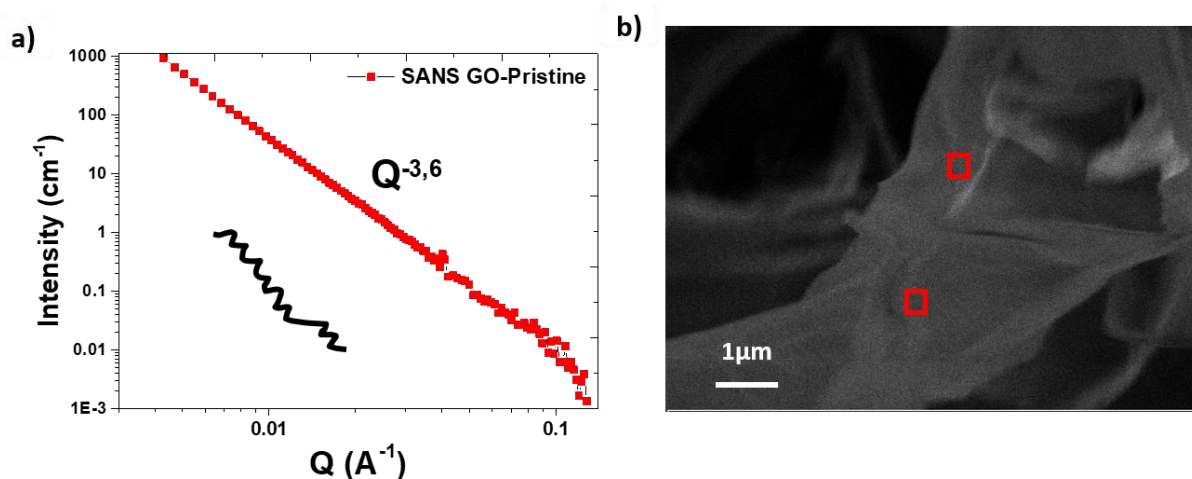 a)
b)
1000
100
10
1
0.1
0.01
1E-3
Intensity (cm⁻¹)
SANS GO-Pristine
Q⁻³,⁶
0.01
0.1
Q (A⁻¹)
1μm